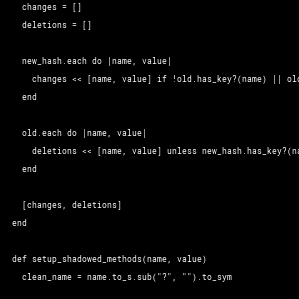 changes = []
deletions = []
new_hash.each do |name, value|
changes << [name, value] if !old.has_key?(name) ||
end
old.each do |name, value|
deletions << [name, value] unless new_hash.has_key?
end
[changes, deletions]
end
def setup_shadowed_methods(name, value)
clean_name = name.to_s.sub("?", "").to_sym